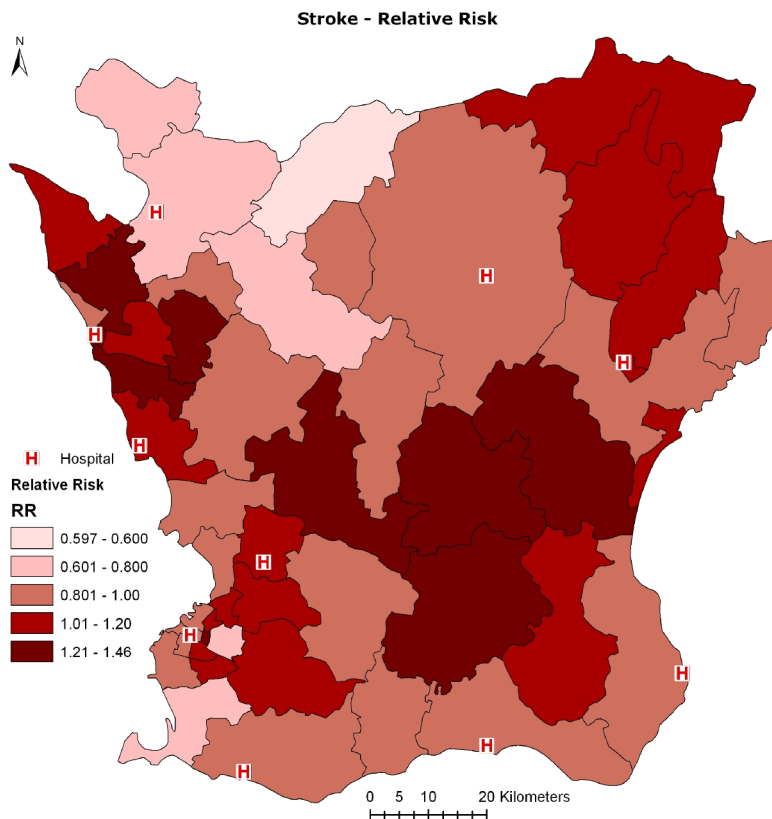 Stroke - Relative Risk
N
H
H
H
H
H
H Hospital
Relative Risk
RR
0.597 - 0.600
0.601 - 0.800
0.801 - 1.00
1.01 - 1.20
1.21 - 1.46
H
H
H
H
H
0 5 10 20 Kilometers